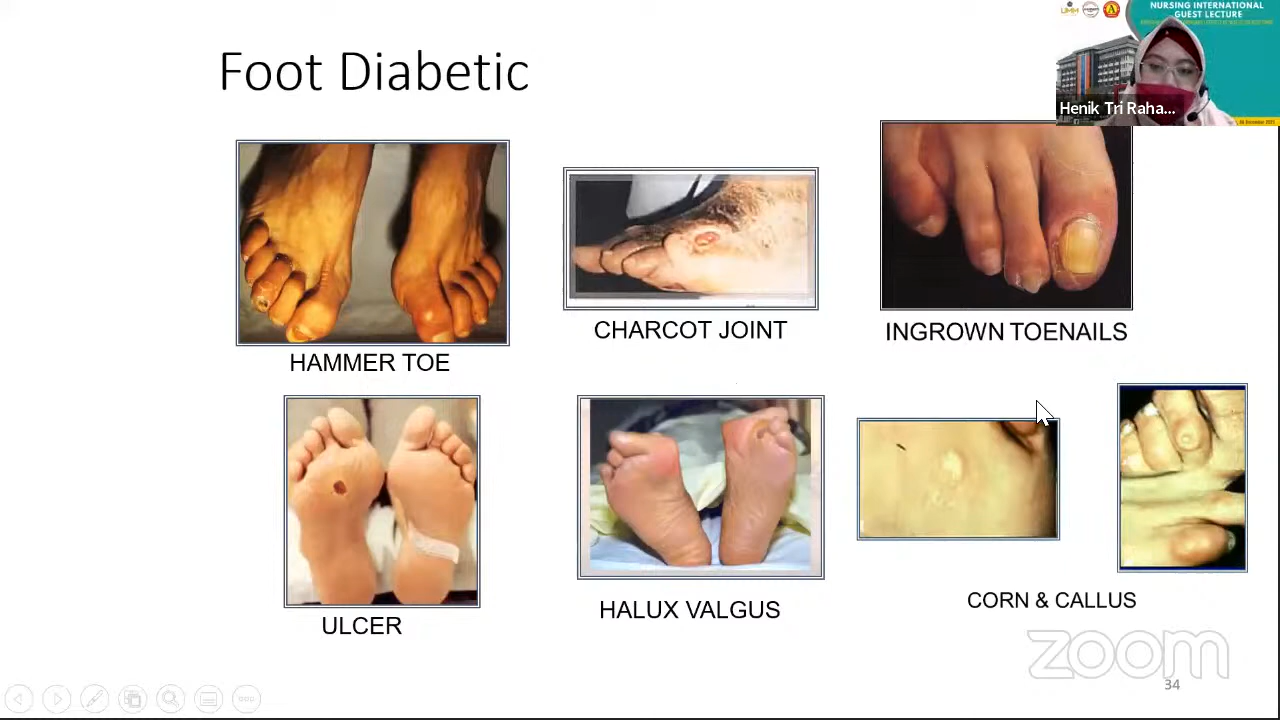 NURSING INTERNATIONAL
GUEST LECTURE
Foot Diabetic
Henik Tri Raha...
HAMMER TOE
CHARCOT JOINT
INGROWN TOENAILS
ULCER
HALUX VALGUS
CORN & CALLUS
zoom
34